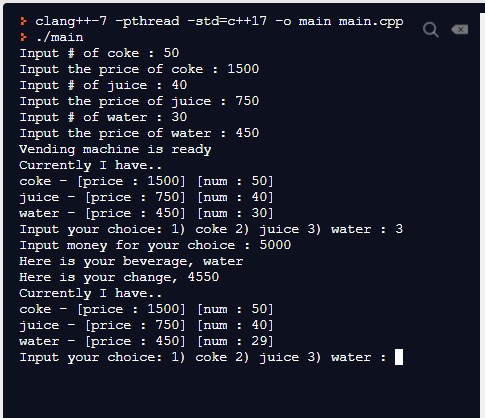 clang++-7 -pthread -std=c++17 -o main main.cpp
./main
Input # of coke : 50
Input the price of coke : 1500
Input # of juice : 40
Input the price of juice : 750
Input # of water : 30
Input the price of water : 450
Vending machine is ready
Currently I have..
coke - [price : 1500] [num : 50]
juice - [price : 750] [num : 40]
water - [price : 450] [num : 30]
Input your choice: 1) coke 2) juice 3) water : 3
Input money for your choice : 5000
Here is your beverage, water
Here is your change, 4550
Currently I have..
coke - [price : 1500] [num : 50]
juice - [price : 750] [num : 40]
water - [price : 450] [num : 29]
Input your choice: 1) coke 2) juice 3) water :